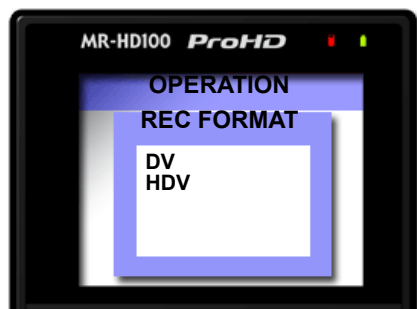 MR-HD100 ProHD
OPERATION
REC FORMAT
DV
HDV